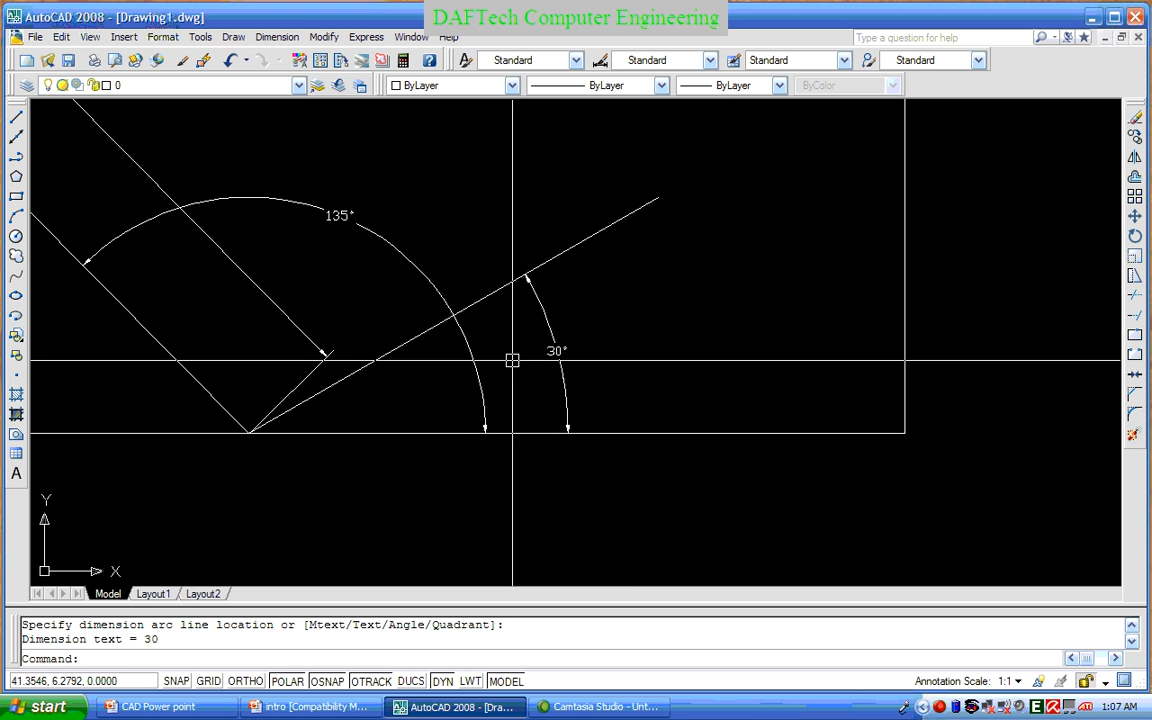 AutoCAD 2008 - [Drawing1.dwg]
DAFTech Computer Engineering
File Edit View Insert Format Tools Draw Dimension Modify Express Window Help
Type a question for help
Standard Standard Standard Standard
0 ByLayer ByLayer ByLayer ByColor
135°
30°
Y
X
A
Model Layout1 Layout2
Specify dimension arc line location or [Mtext/Text/Angle/Quadrant]:
Dimension text = 30
Command:
41.3546, 6.2792, 0.0000 SNAP GRID ORTHO POLAR OSNAP OTRACK DUCS DYN LWT MODEL Annotation Scale: 1:1
start CAD Power point intro [Compatibility M... AutoCAD 2008 - [Dra... Camtasia Studio - Unt... 1:07 AM